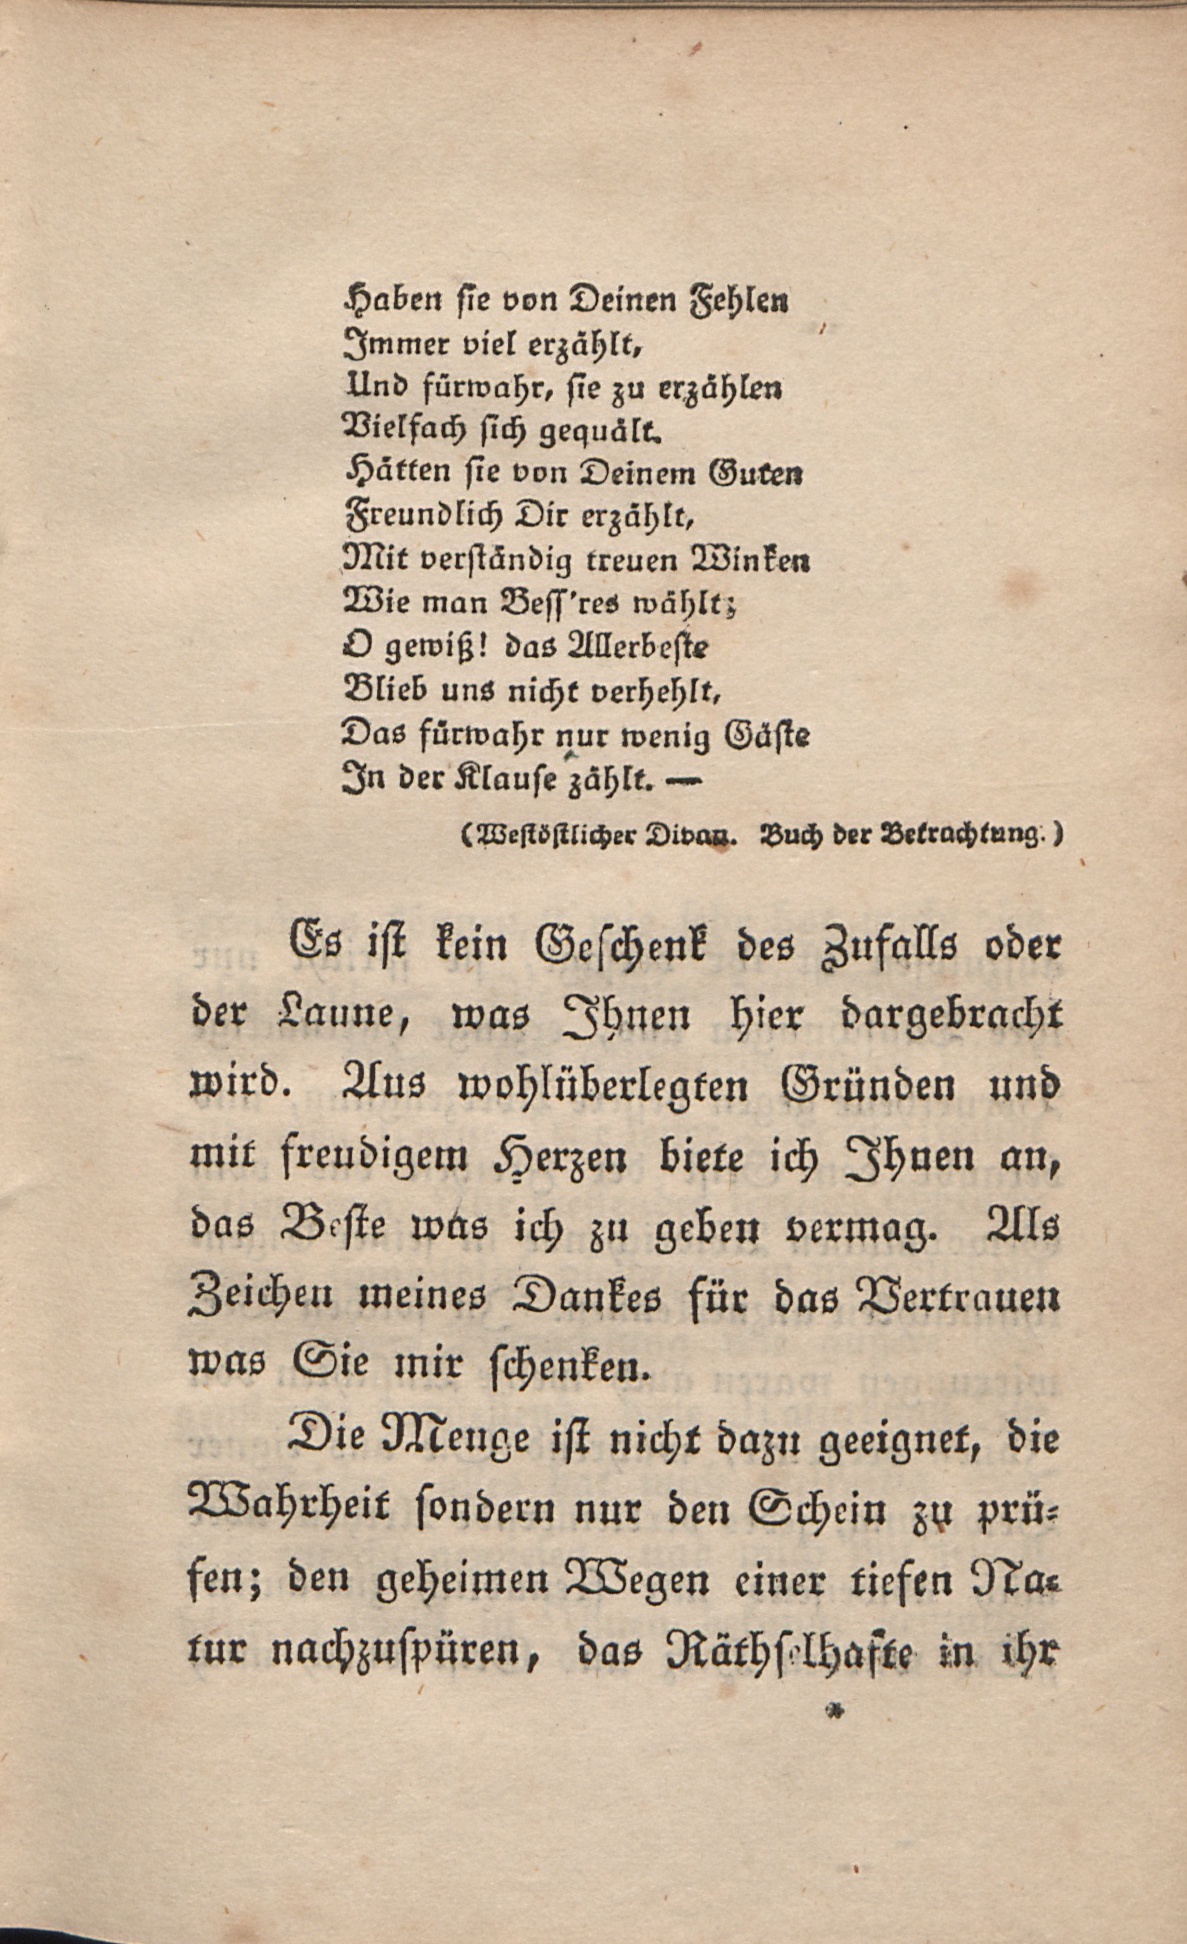 Haben sie von Deinen Fehlen
Immer viel erzählt,
Und fürwahr, sie zu erzählen
Vielfach sich gequält.
Hätten sie von Deinem Guten
Freundlich Dir erzählt,
Mit verständig treuen Winken
Wie man Bess'res wählt;
O gewiß! das Allerbeste
Blieb uns nicht verhehlt,
Das fürwahr nur wenig Gäste
In der Klause zählt. —
(Westöstlicher Divan. Buch der Betrachtung.)
Es ist kein Geschenk des Zufalls oder
der Laune, was Ihnen hier dargebracht
wird. Aus wohlüberlegten Gründen und
mit freudigem Herzen biete ich Ihnen an,
das Beste was ich zu geben vermag. Als
Zeichen meines Dankes für das Vertrauen
was Sie mir schenken.
Die Menge ist nicht dazu geeignet, die
Wahrheit sondern nur den Schein zu prü-
fen; den geheimen Wegen einer tiefen Na-
tur nachzuspüren, das Räthselhafte in ihr
*